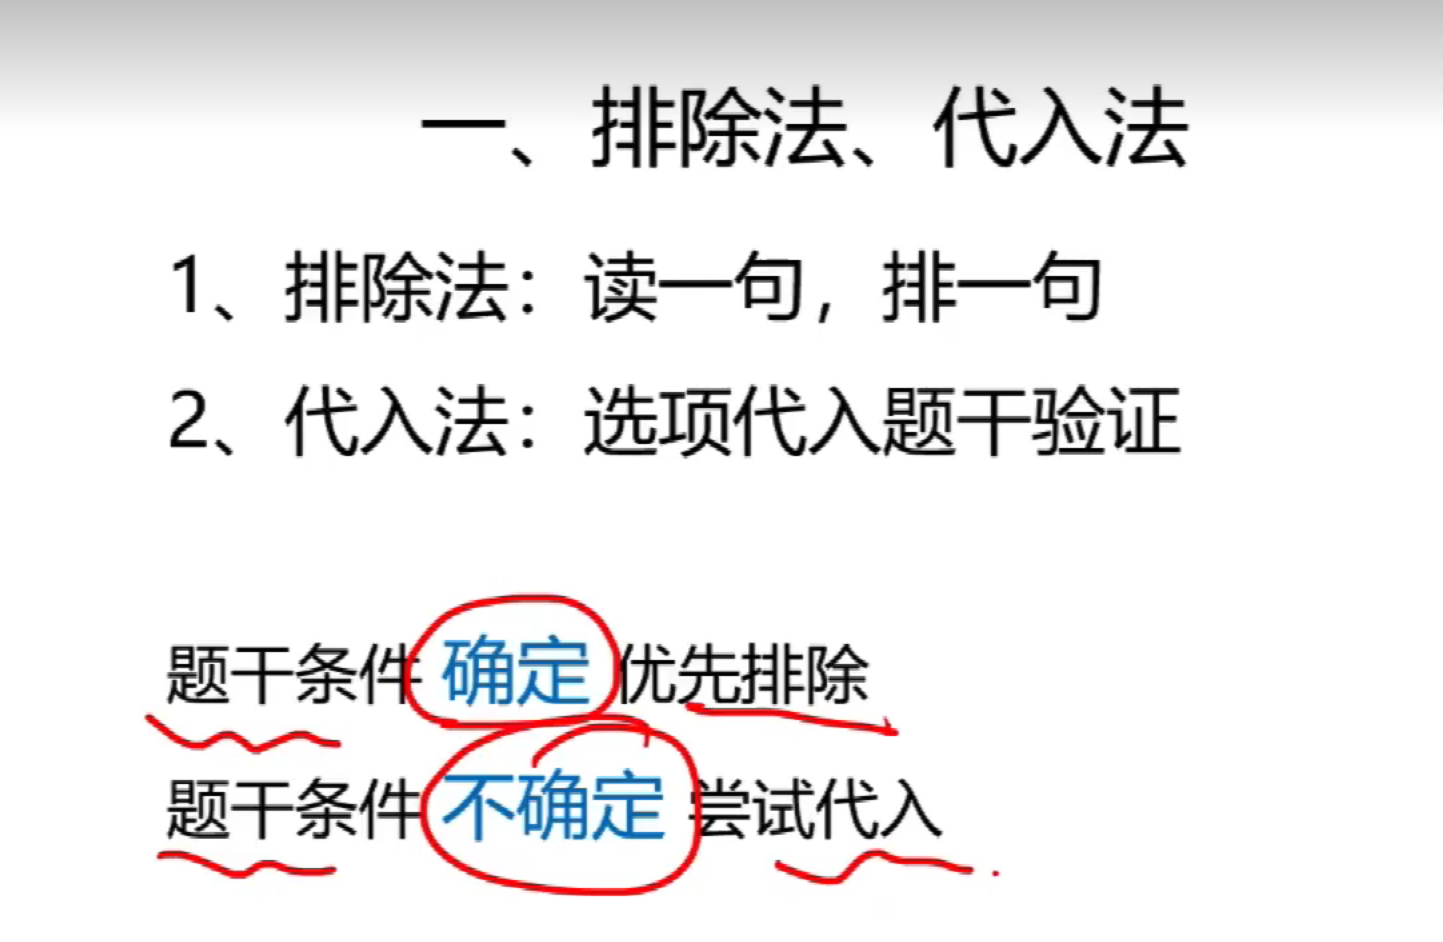 一、排除法、代入法
1、排除法：读一句，排一句
2、代入法：选项代入题干验证
题干条件 确定 优先排除
题干条件 不确定 尝试代入